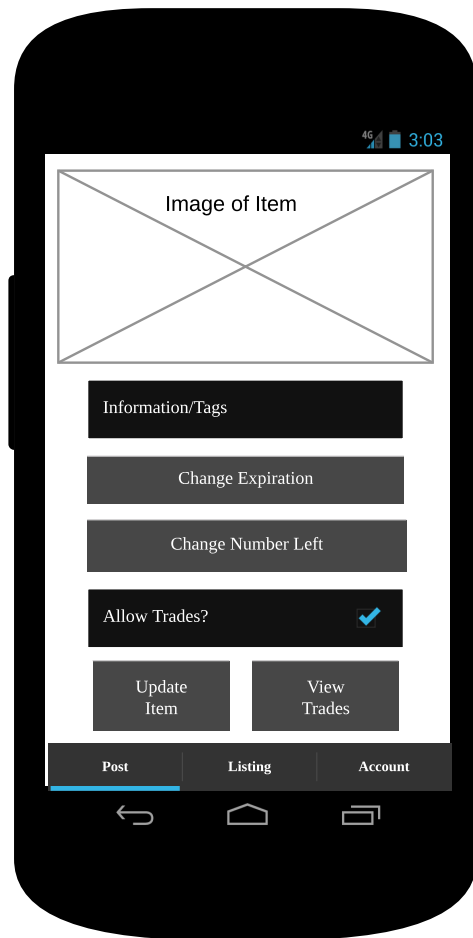 4G 3:03
Image of Item
Information/Tags
Change Expiration
Change Number Left
Allow Trades?
Update
Item
View
Trades
Post Listing Account